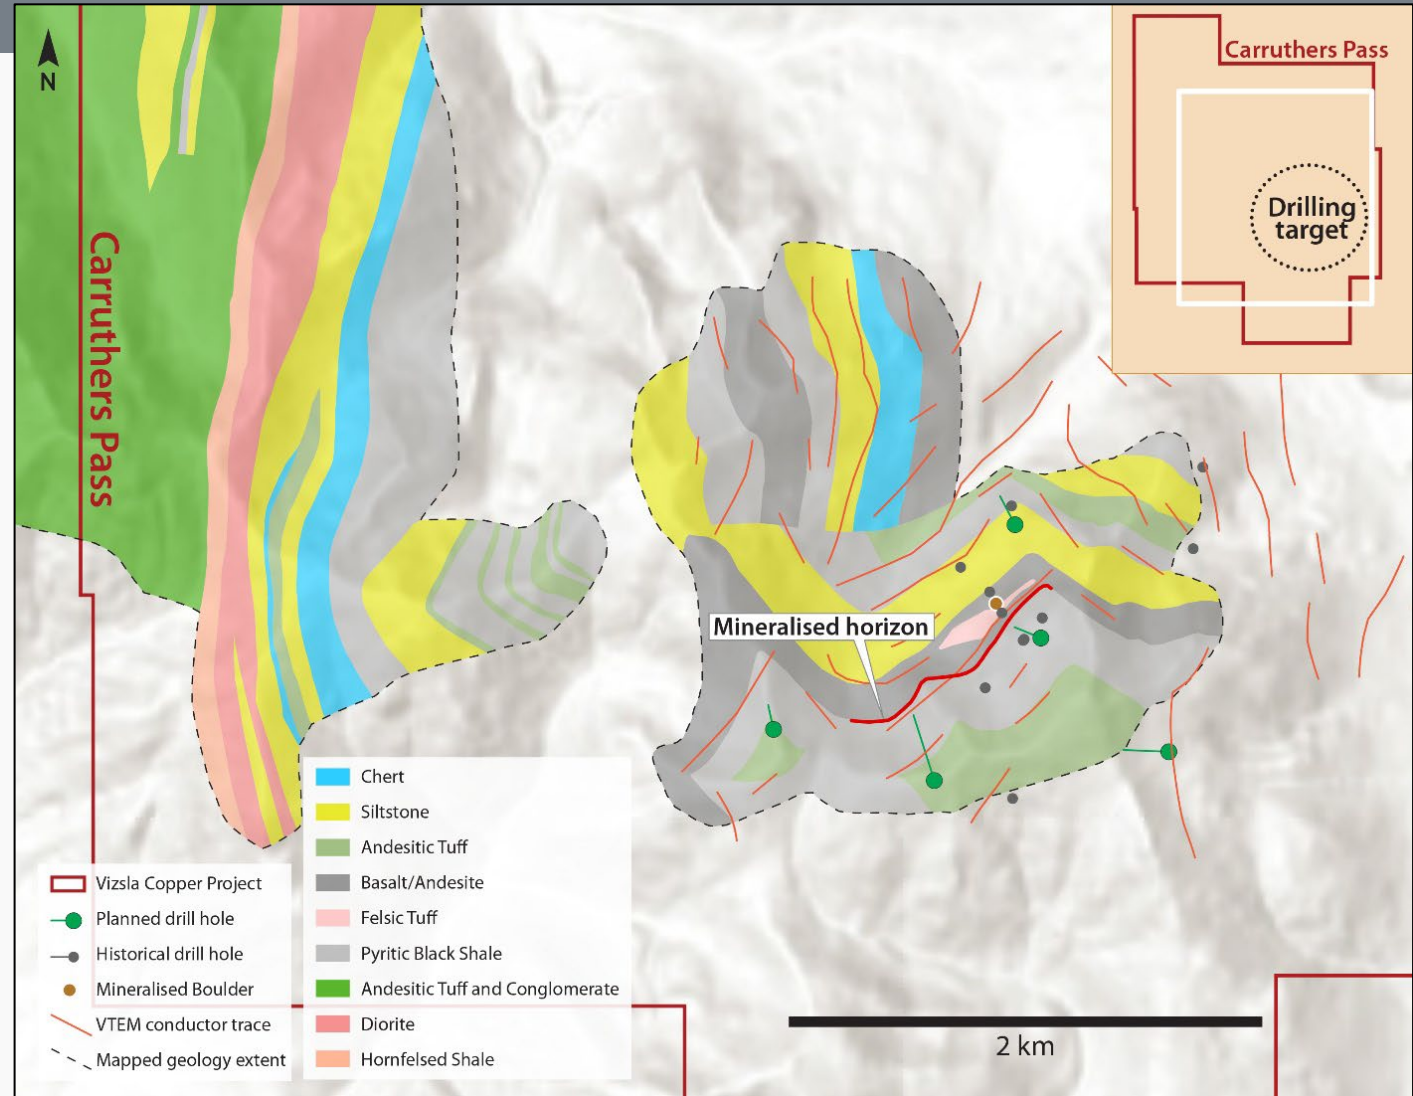 N
Carruthers Pass
Carruthers Pass
Drilling
target
Mineralised horizon
Vizsla Copper Project
Planned drill hole
Historical drill hole
Mineralised Boulder
VTEM conductor trace
Mapped geology extent
Chert
Siltstone
Andesitic Tuff
Basalt/Andesite
Felsic Tuff
Pyritic Black Shale
Andesitic Tuff and Conglomerate
Diorite
Hornfelsed Shale
2 km